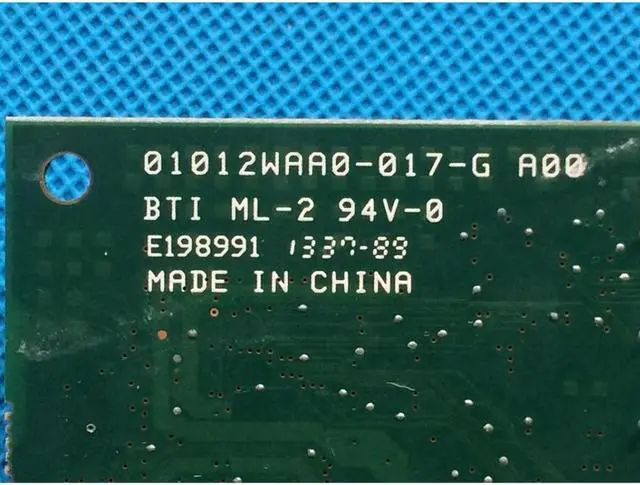 01012WAA0-017-G A00
BTI ML-2 94V-0
E198991 1337-89
MADE IN CHINA